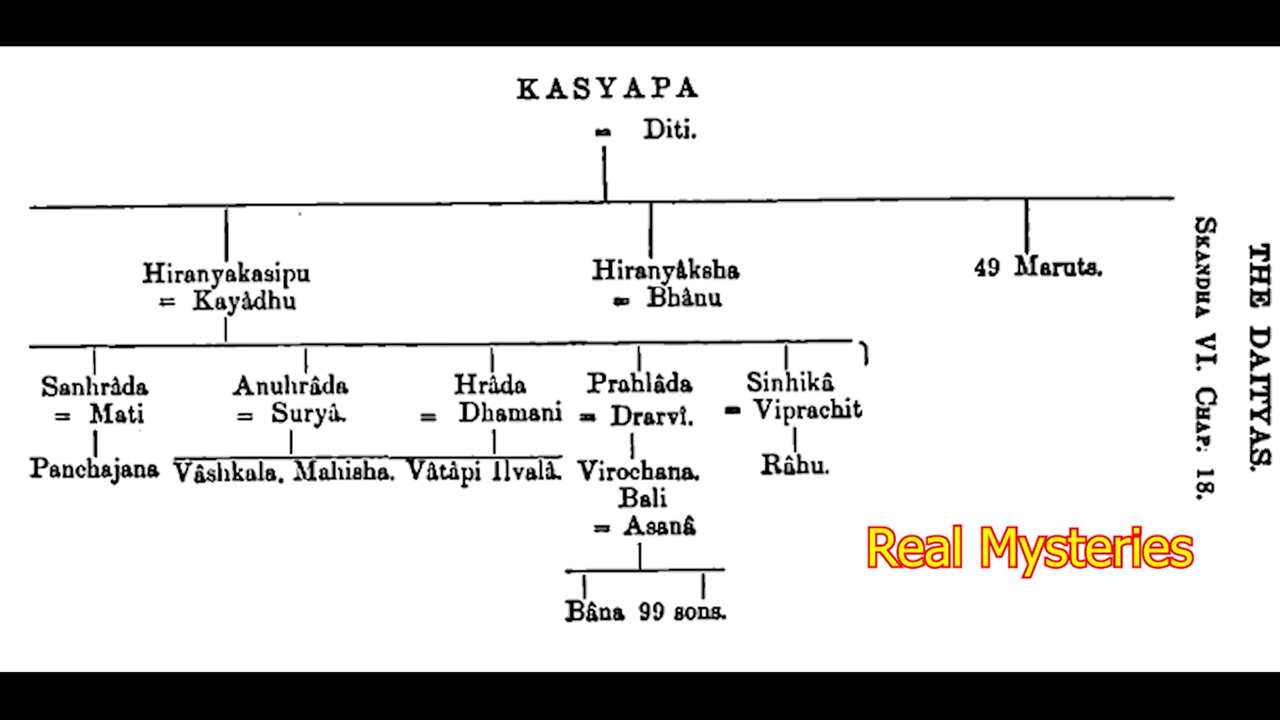 KASYAPA
= Diti.
Hiranyakasipu
= Kayâdhu
Hiranyâksha
= Bhânu
49 Maruts.
Sanhrâda
= Mati
Panchajana
Anuhrâda
= Suryâ.
Vâshkala. Mahisha.
Hrâda
= Dhamani
Vâtâpi Ilvalâ.
Prahlâda
= Drarvî.
Virochana.
Bali
= Asanâ
Bâna 99 sons.
Sinhikâ
= Viprachit
Râhu.
THE DAITYAS.
SKANDHA VI. CHAP: 18.
Real Mysteries